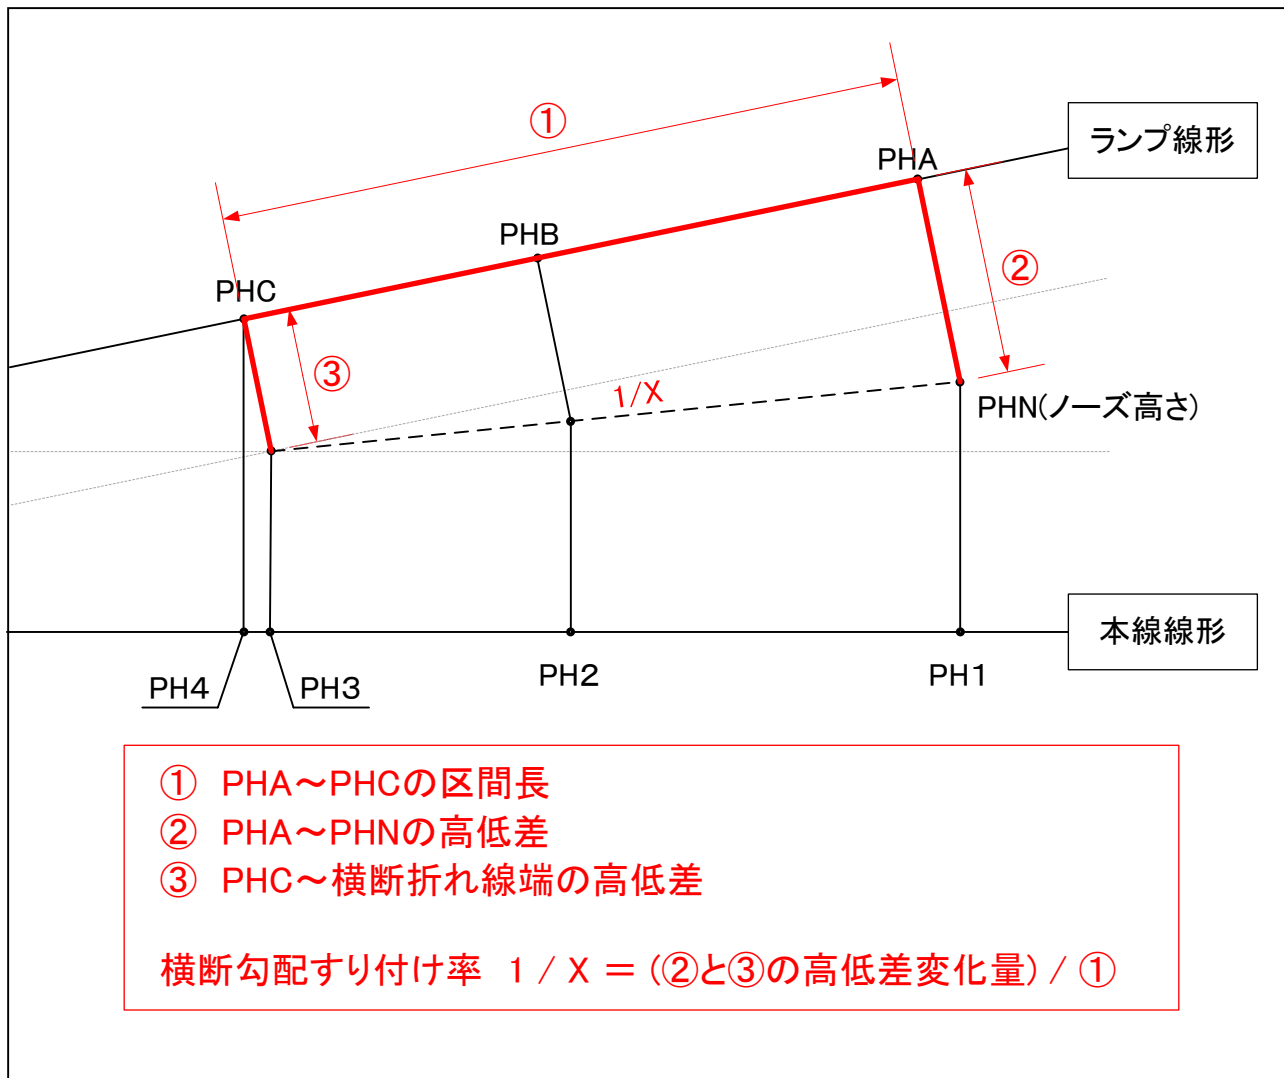 ①
ランプ線形
PHA
PHB
②
PHC
③
1/X
PHN(ノーズ高さ)
本線線形
PH4
PH3
PH2
PH1
① PHA～PHCの区間長
② PHA～PHNの高低差
③ PHC～横断折れ線端の高低差
横断勾配すり付け率 1 / X ＝ (②と③の高低差変化量) / ①